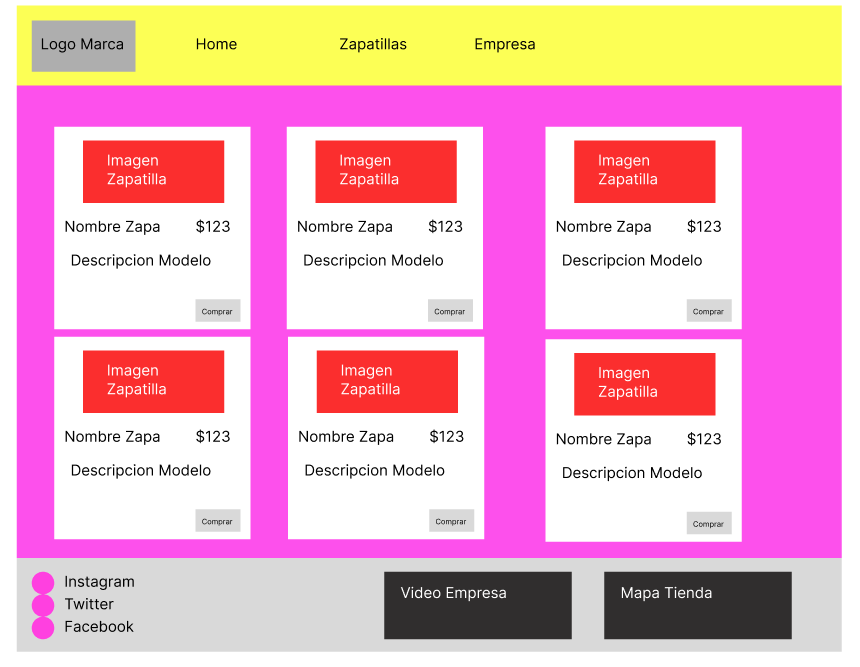 Logo Marca
Home
Zapatillas
Empresa
Imagen
Zapatilla
Nombre Zapa $123
Descripcion Modelo
Comprar
Imagen
Zapatilla
Nombre Zapa $123
Descripcion Modelo
Comprar
Imagen
Zapatilla
Nombre Zapa $123
Descripcion Modelo
Comprar
Imagen
Zapatilla
Nombre Zapa $123
Descripcion Modelo
Comprar
Imagen
Zapatilla
Nombre Zapa $123
Descripcion Modelo
Comprar
Imagen
Zapatilla
Nombre Zapa $123
Descripcion Modelo
Comprar
Instagram
Twitter
Facebook
Video Empresa
Mapa Tienda